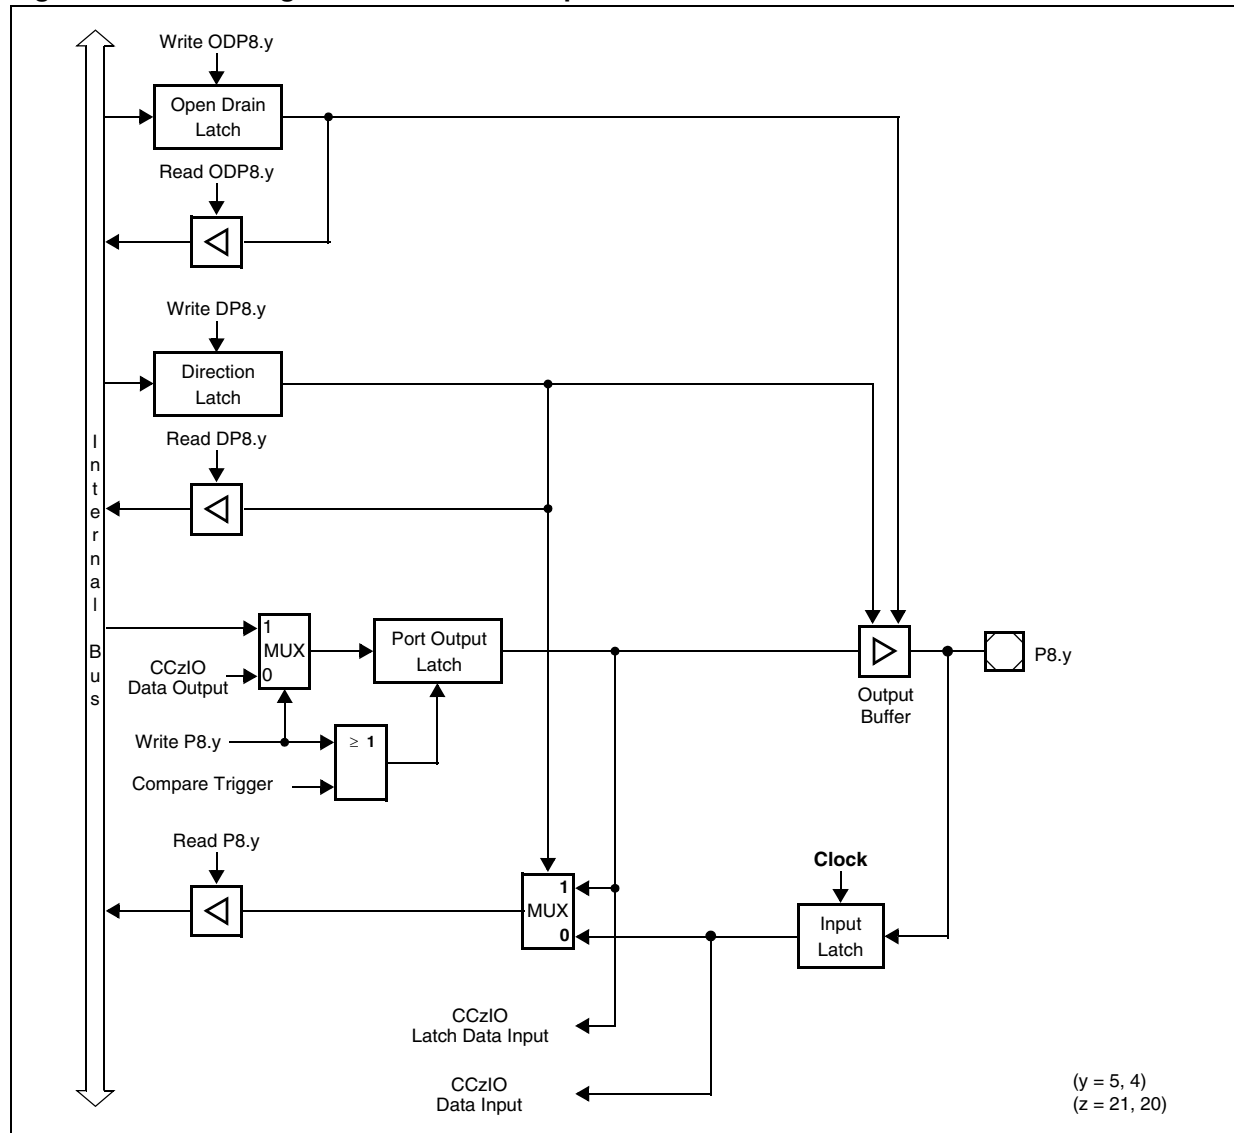 Write ODP8.y
Open Drain
Latch
Read ODP8.y
Write DP8.y
Direction
Latch
Read DP8.y
Internal Bus
1
MUX
0
CCzIO
Data Output
Port Output
Latch
Output
Buffer
P8.y
Write P8.y
≥ 1
Compare Trigger
Read P8.y
1
MUX
0
Clock
Input
Latch
CCzIO
Latch Data Input
CCzIO
Data Input
(y = 5, 4)
(z = 21, 20)